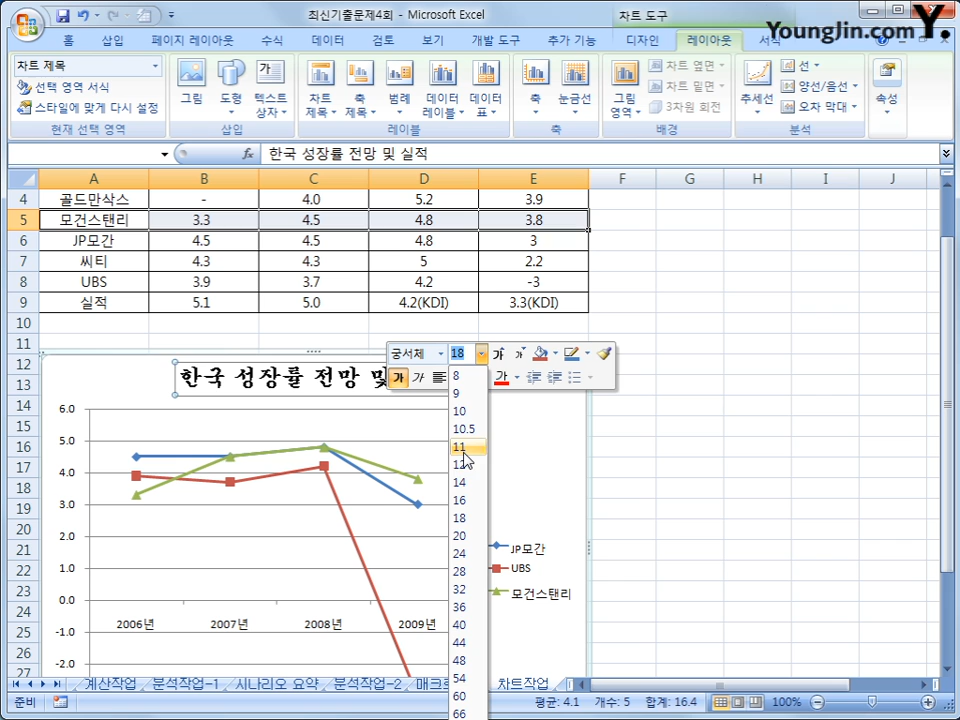 최신기출문제4회 - Microsoft Excel
차트 도구
YoungJin.com Y.
홈 삽입 페이지 레이아웃 수식 데이터 검토 보기 개발 도구 추가 기능 디자인 레이아웃 서식
차트 제목
선택 영역 서식
스타일에 맞게 다시 설정
현재 선택 영역
그림 도형 텍스트 상자
삽입
차트 제목 축 제목 범례 데이터 레이블 데이터 표
레이블
축 눈금선
축
그림 영역
차트 옆면
차트 밑면
3차원 회전
배경
추세선
선
양선/음선
오차 막대
분석
속성
fx 한국 성장률 전망 및 실적
A B C D E F G H I J
4 골드만삭스 - 4.0 5.2 3.9
5 모건스탠리 3.3 4.5 4.8 3.8
6 JP모간 4.5 4.5 4.8 3
7 씨티 4.3 4.3 5 2.2
8 UBS 3.9 3.7 4.2 -3
9 실적 5.1 5.0 4.2(KDI) 3.3(KDI)
10
11
12
13
14
15
16
17
18
19
20
21
22
23
24
25
26
27
궁서체 18
가 가 가
8
9
10
10.5
11
12
14
16
18
20
24
28
32
36
40
44
48
54
60
66
한국 성장률 전망 및
6.0
5.0
4.0
3.0
2.0
1.0
0.0
-1.0
-2.0
2006년 2007년 2008년 2009년
JP모간
UBS
모건스탠리
계산작업 분석작업-1 시나리오 요약 분석작업-2 매크로 차트작업
준비 평균: 4.1 개수: 5 합계: 16.4 100%